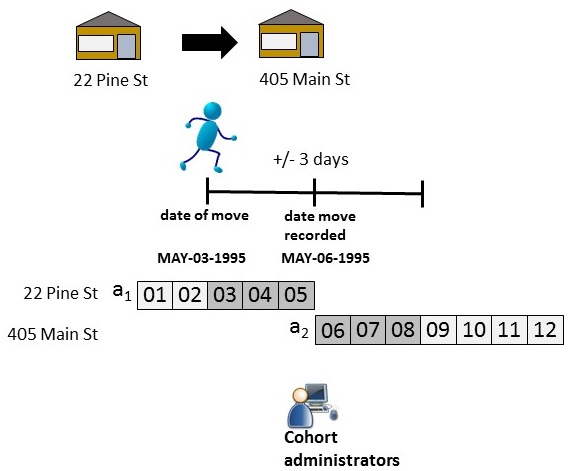 22 Pine St
405 Main St
+/- 3 days
date of move
date move
recorded
MAY-03-1995
MAY-06-1995
22 Pine St a1 01 02 03 04 05
405 Main St a2 06 07 08 09 10 11 12
Cohort
administrators